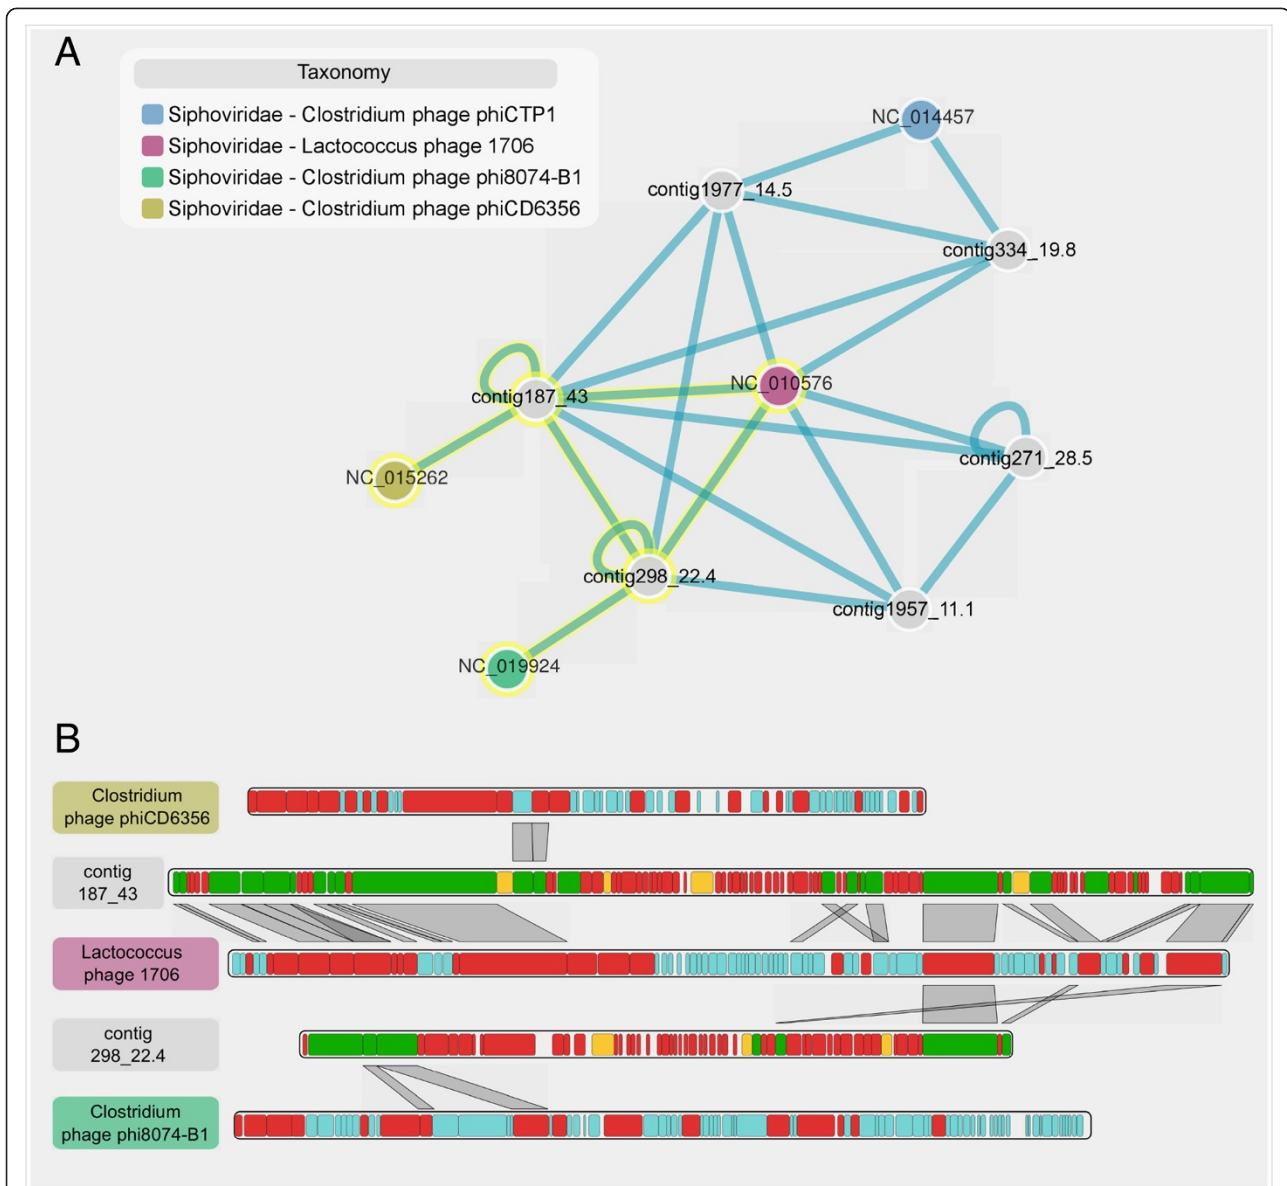 A
Taxonomy
Siphoviridae - Clostridium phage phiCTP1
Siphoviridae - Lactococcus phage 1706
Siphoviridae - Clostridium phage phi8074-B1
Siphoviridae - Clostridium phage phiCD6356
NC_014457
contig1977_14.5
contig334_19.8
NC_010576
contig187_43
contig271_28.5
NC_015262
contig298_22.4
contig1957_11.1
NC_019924
B
Clostridium
phage phiCD6356
contig
187_43
Lactococcus
phage 1706
contig
298_22.4
Clostridium
phage phi8074-B1